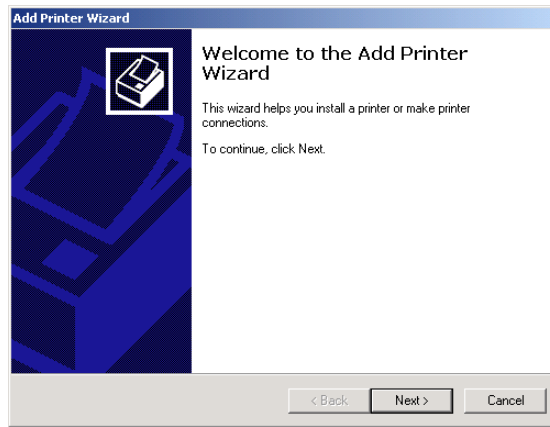 Add Printer Wizard
Welcome to the Add Printer
Wizard
This wizard helps you install a printer or make printer
connections.
To continue, click Next.
< Back
Next >
Cancel